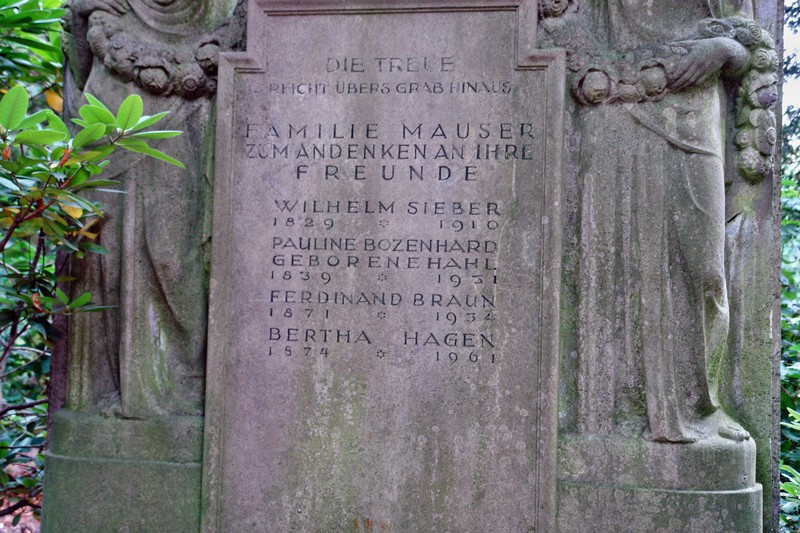 DIE TREUE
REICHT ÜBERS GRAB HINAUS
FAMILIE MAUSER
ZUM ANDENKEN AN IHRE
FREUNDE
WILHELM SIEBER
1829 * 1910
PAULINE BOZENHARD
GEBORENE HAHL
1839 * 1931
FERDINAND BRAUN
1871 * 1934
BERTHA HAGEN
1874 * 1961